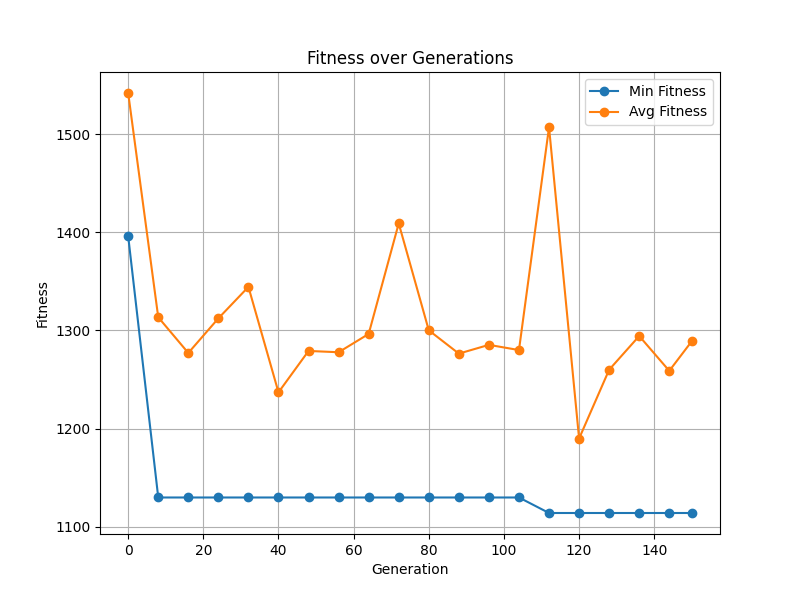 Fitness over Generations
Min Fitness
Avg Fitness
Fitness
1500
1400
1300
1200
1100
0 20 40 60 80 100 120 140
Generation